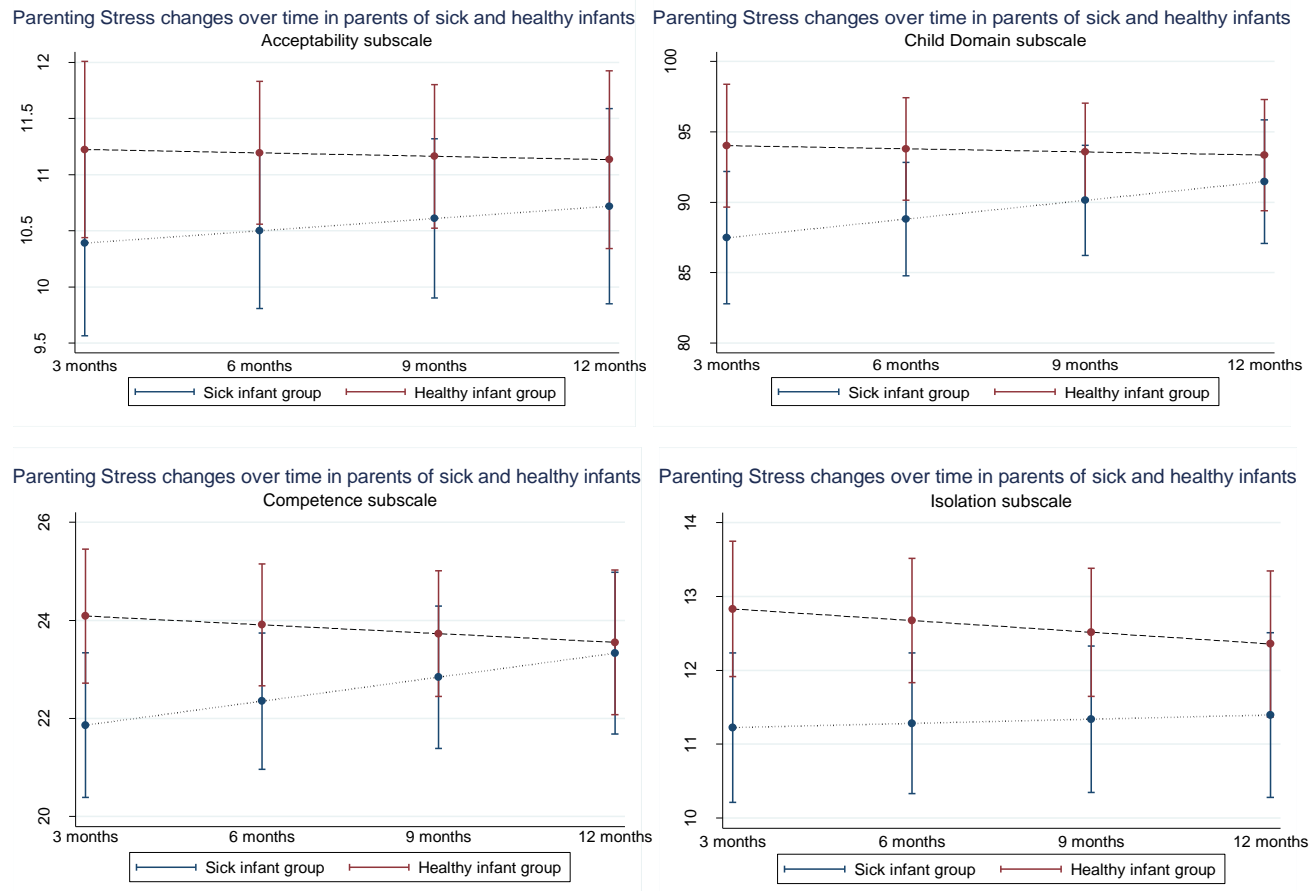 Parenting Stress changes over time in parents of sick and healthy infants
Acceptability subscale
12
11.5
11
10.5
10
9.5
3 months 6 months 9 months 12 months
Sick infant group Healthy infant group
Parenting Stress changes over time in parents of sick and healthy infants
Child Domain subscale
100
95
90
85
80
3 months 6 months 9 months 12 months
Sick infant group Healthy infant group
Parenting Stress changes over time in parents of sick and healthy infants
Competence subscale
26
24
22
20
3 months 6 months 9 months 12 months
Sick infant group Healthy infant group
Parenting Stress changes over time in parents of sick and healthy infants
Isolation subscale
14
13
12
11
10
3 months 6 months 9 months 12 months
Sick infant group Healthy infant group